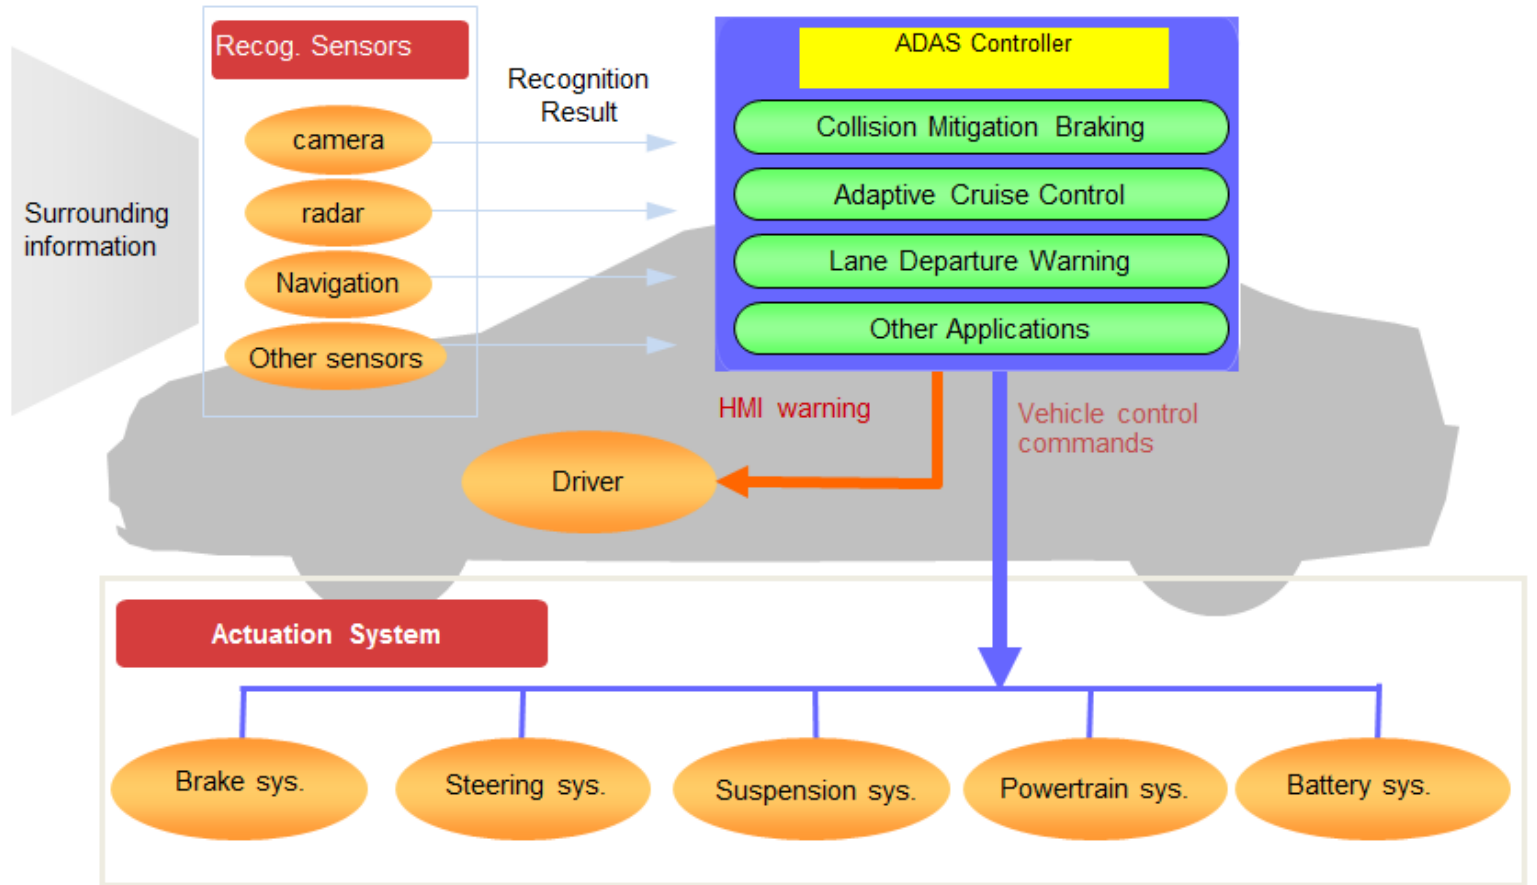 Recog. Sensors
camera
radar
Navigation
Other sensors
Surrounding
information
Recognition
Result
ADAS Controller
Collision Mitigation Braking
Adaptive Cruise Control
Lane Departure Warning
Other Applications
HMI warning
Vehicle control
commands
Driver
Actuation System
Brake sys.
Steering sys.
Suspension sys.
Powertrain sys.
Battery sys.